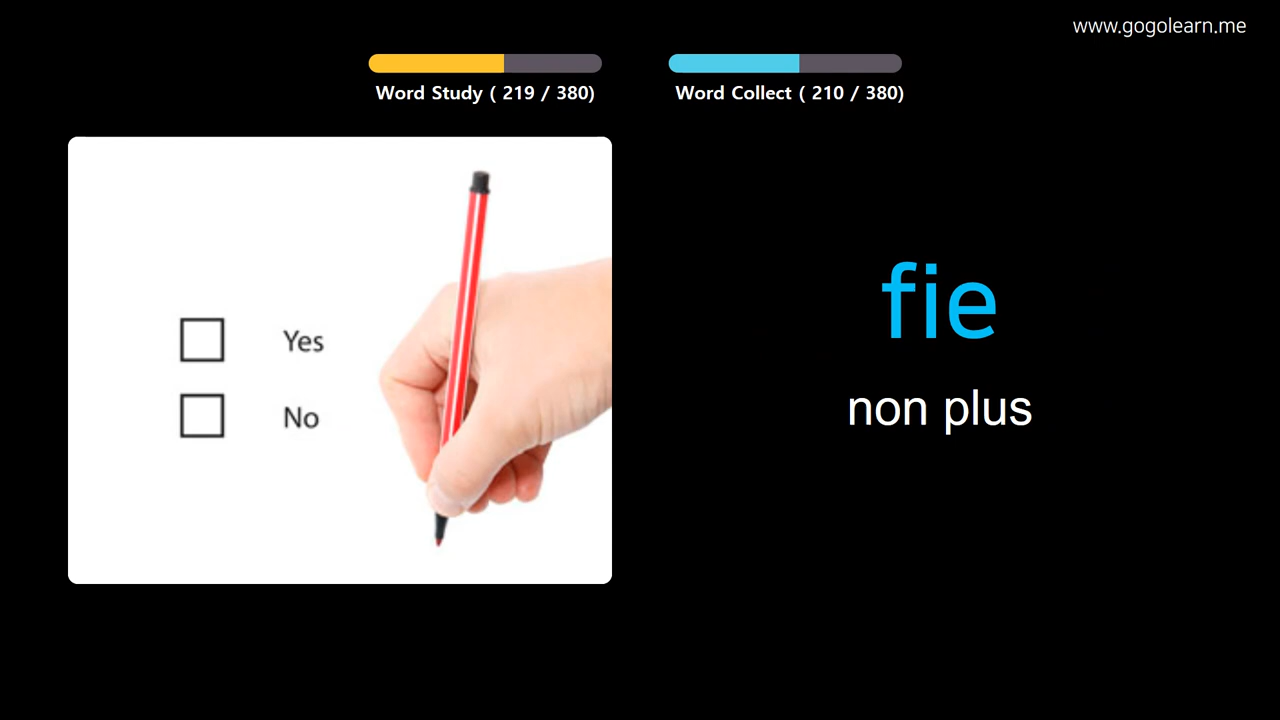 www.gogolearn.me
Word Study ( 219 / 380)
Word Collect ( 210 / 380)
Yes
No
fie
non plus